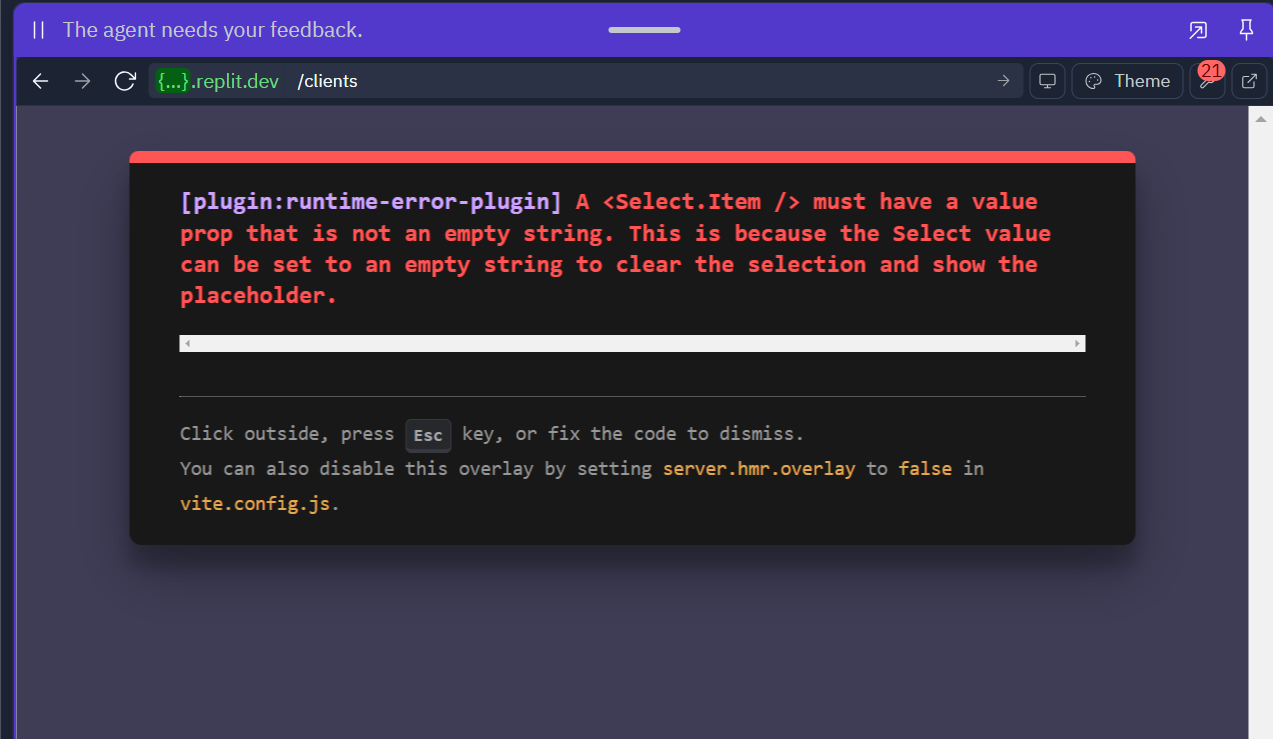 The agent needs your feedback.
{...}.replit.dev /clients
Theme
21
[plugin:runtime-error-plugin] A <Select.Item /> must have a value
prop that is not an empty string. This is because the Select value
can be set to an empty string to clear the selection and show the
placeholder.
Click outside, press Esc key, or fix the code to dismiss.
You can also disable this overlay by setting server.hmr.overlay to false in
vite.config.js.